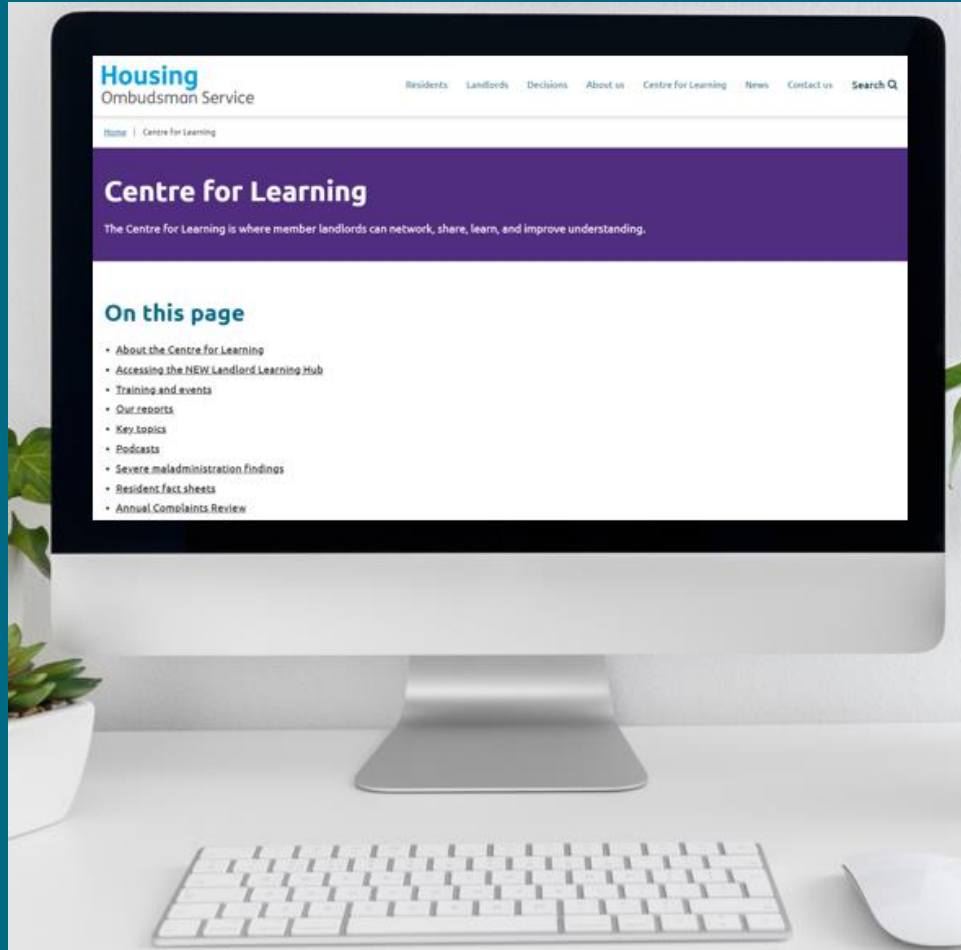 Housing
Ombudsman Service
Residents Landlords Decisions About us Centre for Learning News Contact us Search
Home | Centre for Learning
Centre for Learning
The Centre for Learning is where member landlords can network, share, learn, and improve understanding.
On this page
• About the Centre for Learning
• Accessing the NEW Landlord Learning Hub
• Training and events
• Our reports
• Key topics
• Podcasts
• Severe maladministration findings
• Resident fact sheets
• Annual Complaints Review